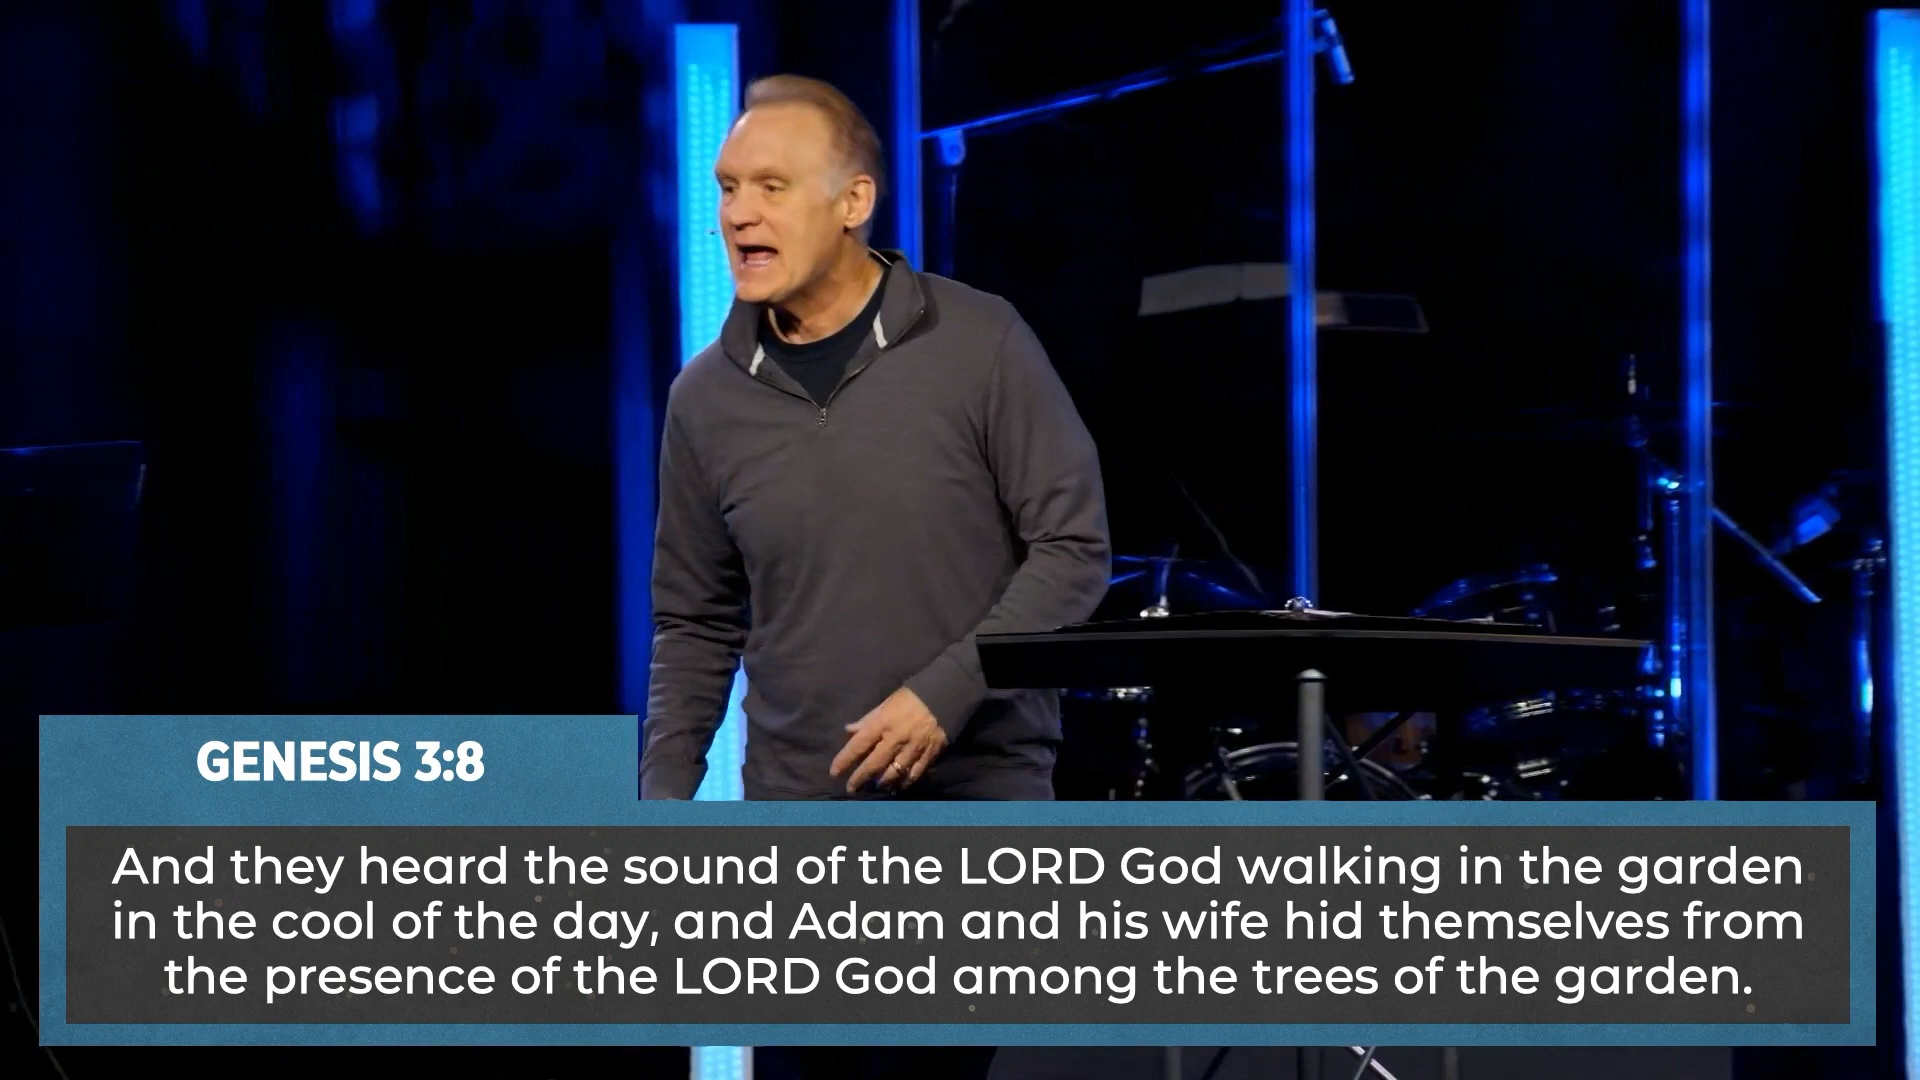 GENESIS 3:8
And they heard the sound of the LORD God walking in the garden
in the cool of the day, and Adam and his wife hid themselves from
the presence of the LORD God among the trees of the garden.